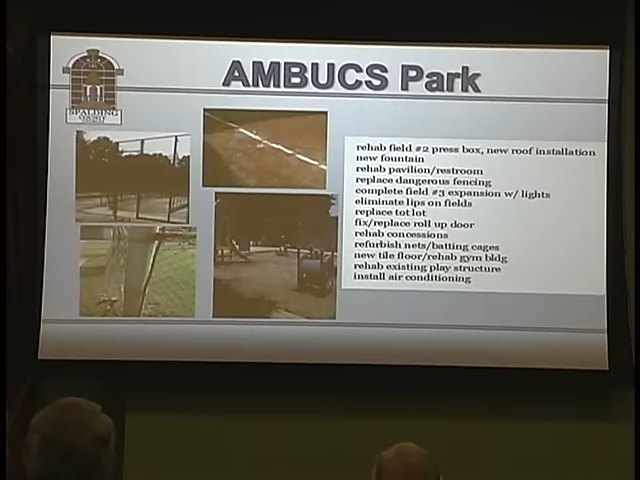 AMBUCS Park
SPALDING
COUNTY
rehab field #2 press box, new roof installation
new fountain
rehab pavilion/restroom
replace dangerous fencing
complete field #3 expansion w/ lights
eliminate lips on fields
replace tot lot
fix/replace roll up door
rehab concessions
refurbish nets/batting cages
new tile floor/rehab gym bldg
rehab existing play structure
install air conditioning